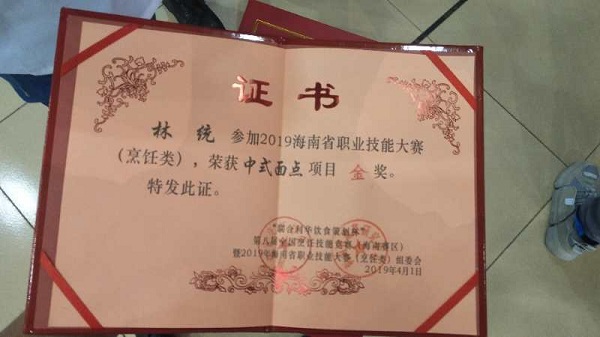 证书
林统 参加2019海南省职业技能大赛
（烹饪类），荣获中式面点项目金奖。
特发此证。
饮食
第八届全国烹饪技能竞赛（海南赛区）
暨2019年海南省职业技能大赛（烹饪类）组委会
2019年4月1日